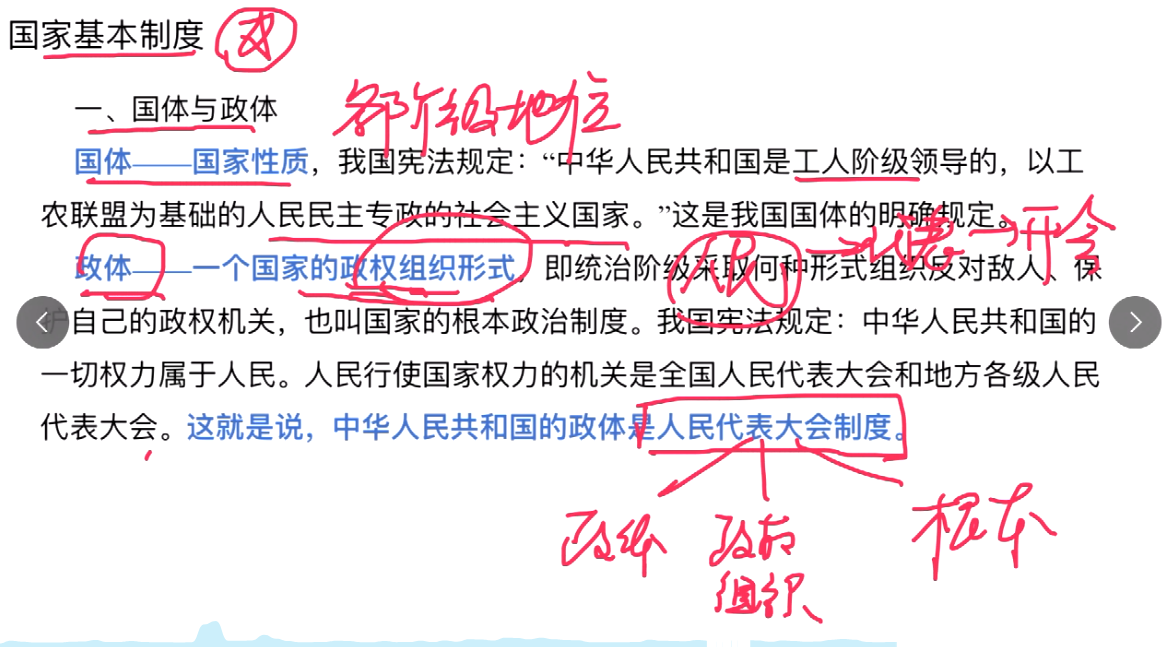 国家基本制度
一、国体与政体
各阶级地位
国体——国家性质，我国宪法规定：“中华人民共和国是工人阶级领导的，以工
农联盟为基础的人民民主专政的社会主义国家。”这是我国国体的明确规定。
人民 开会
政体——一个国家的政权组织形式，即统治阶级采取何种形式组织反对敌人、保
护自己的政权机关，也叫国家的根本政治制度。我国宪法规定：中华人民共和国的
一切权力属于人民。人民行使国家权力的机关是全国人民代表大会和地方各级人民
代表大会。这就是说，中华人民共和国的政体是人民代表大会制度。
政体 政权 根本
组织